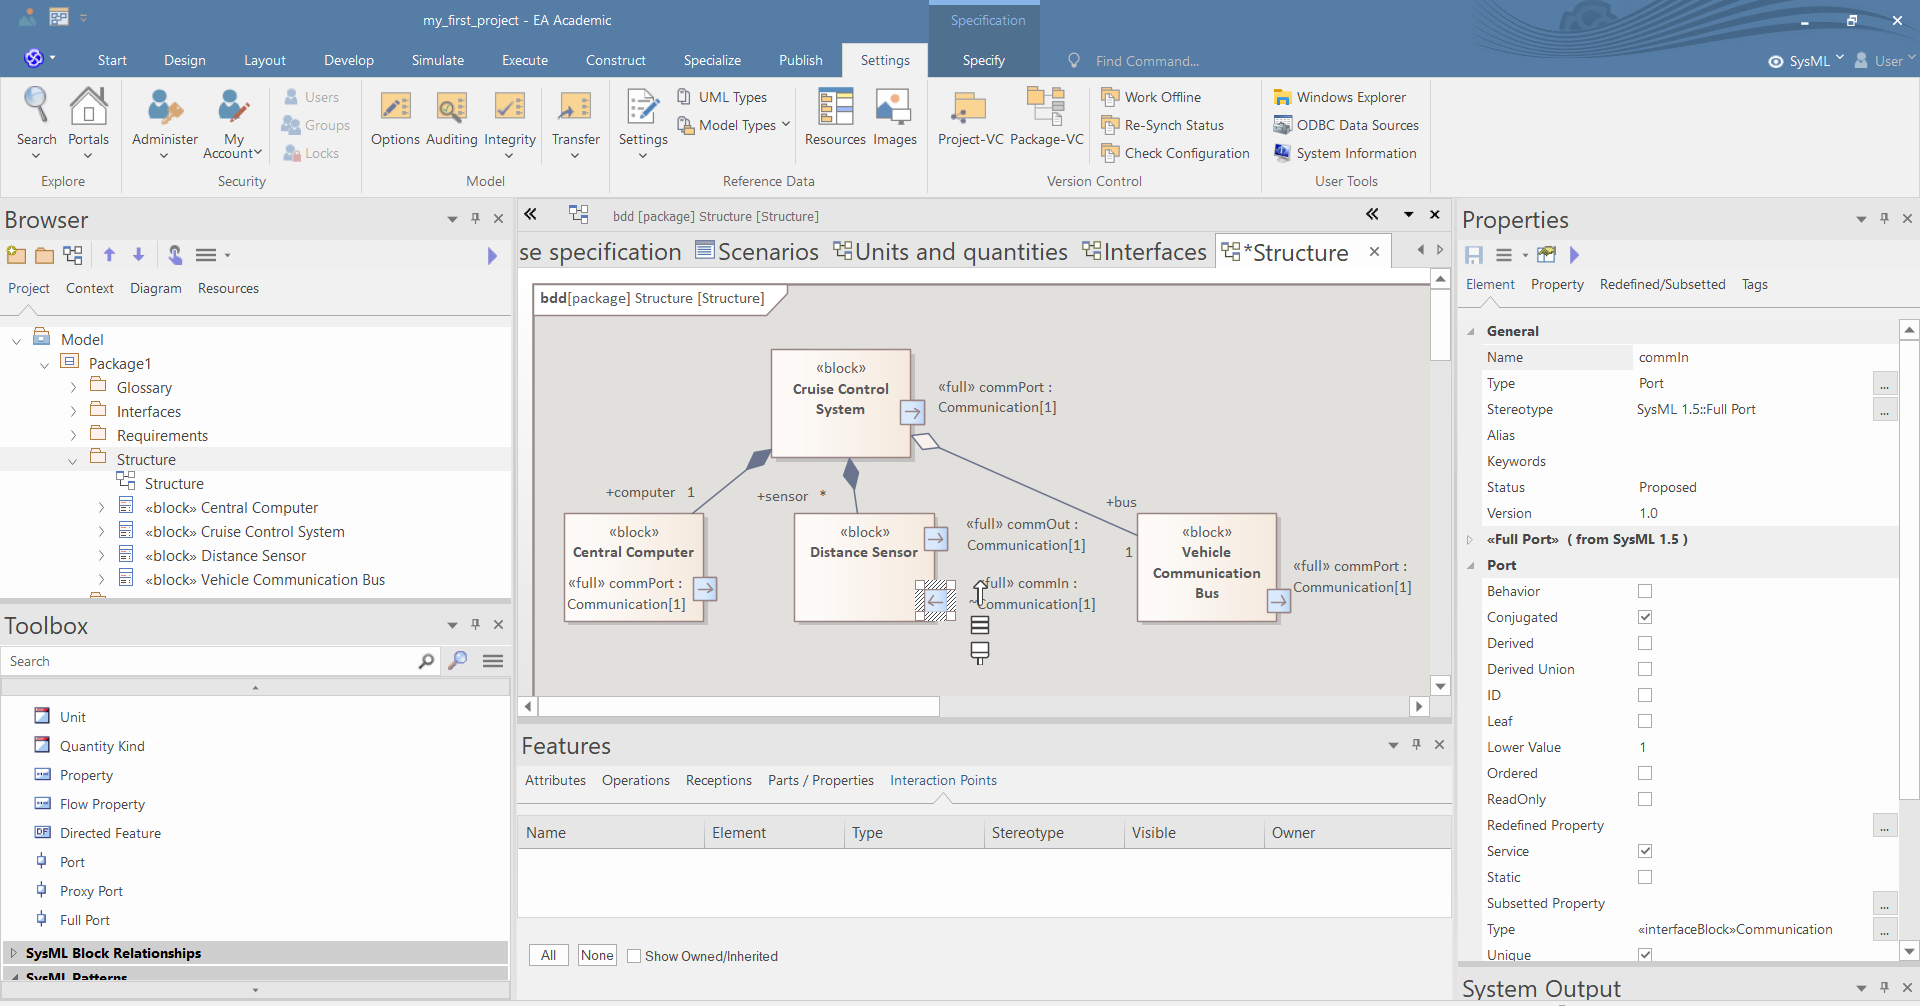 my_first_project - EA Academic
Specification
Start
Design
Layout
Develop
Simulate
Execute
Construct
Specialize
Publish
Settings
Specify
Find Command...
SysML
User
Search
Portals
Explore
Administer
My Account
Users
Groups
Locks
Security
Options
Auditing
Integrity
Transfer
Model
Settings
UML Types
Model Types
Resources
Images
Reference Data
Project-VC
Package-VC
Work Offline
Re-Synch Status
Check Configuration
Version Control
Windows Explorer
ODBC Data Sources
System Information
User Tools
Browser
Project
Context
Diagram
Resources
Model
Package1
Glossary
Interfaces
Requirements
Structure
Structure
«block» Central Computer
«block» Cruise Control System
«block» Distance Sensor
«block» Vehicle Communication Bus
Toolbox
Search
Unit
Quantity Kind
Property
Flow Property
Directed Feature
Port
Proxy Port
Full Port
SysML Block Relationships
SysML Patterns
bdd [package] Structure [Structure]
se specification
Scenarios
Units and quantities
Interfaces
*Structure
bdd[package] Structure [Structure]
«block»
Cruise Control
System
«full» commPort :
Communication[1]
+computer 1
+sensor *
+bus
1
«block»
Central Computer
«full» commPort :
Communication[1]
«block»
Distance Sensor
«full» commOut :
Communication[1]
full» commIn :
~Communication[1]
«block»
Vehicle
Communication
Bus
«full» commPort :
Communication[1]
Features
Attributes
Operations
Receptions
Parts / Properties
Interaction Points
Name
Element
Type
Stereotype
Visible
Owner
All
None
Show Owned/Inherited
Properties
Element
Property
Redefined/Subsetted
Tags
General
Name commIn
Type Port
Stereotype SysML 1.5::Full Port
Alias
Keywords
Status Proposed
Version 1.0
«Full Port» ( from SysML 1.5 )
Port
Behavior
Conjugated
Derived
Derived Union
ID
Leaf
Lower Value 1
Ordered
ReadOnly
Redefined Property
Service
Static
Subsetted Property
Type «interfaceBlock»Communication
Unique
System Output